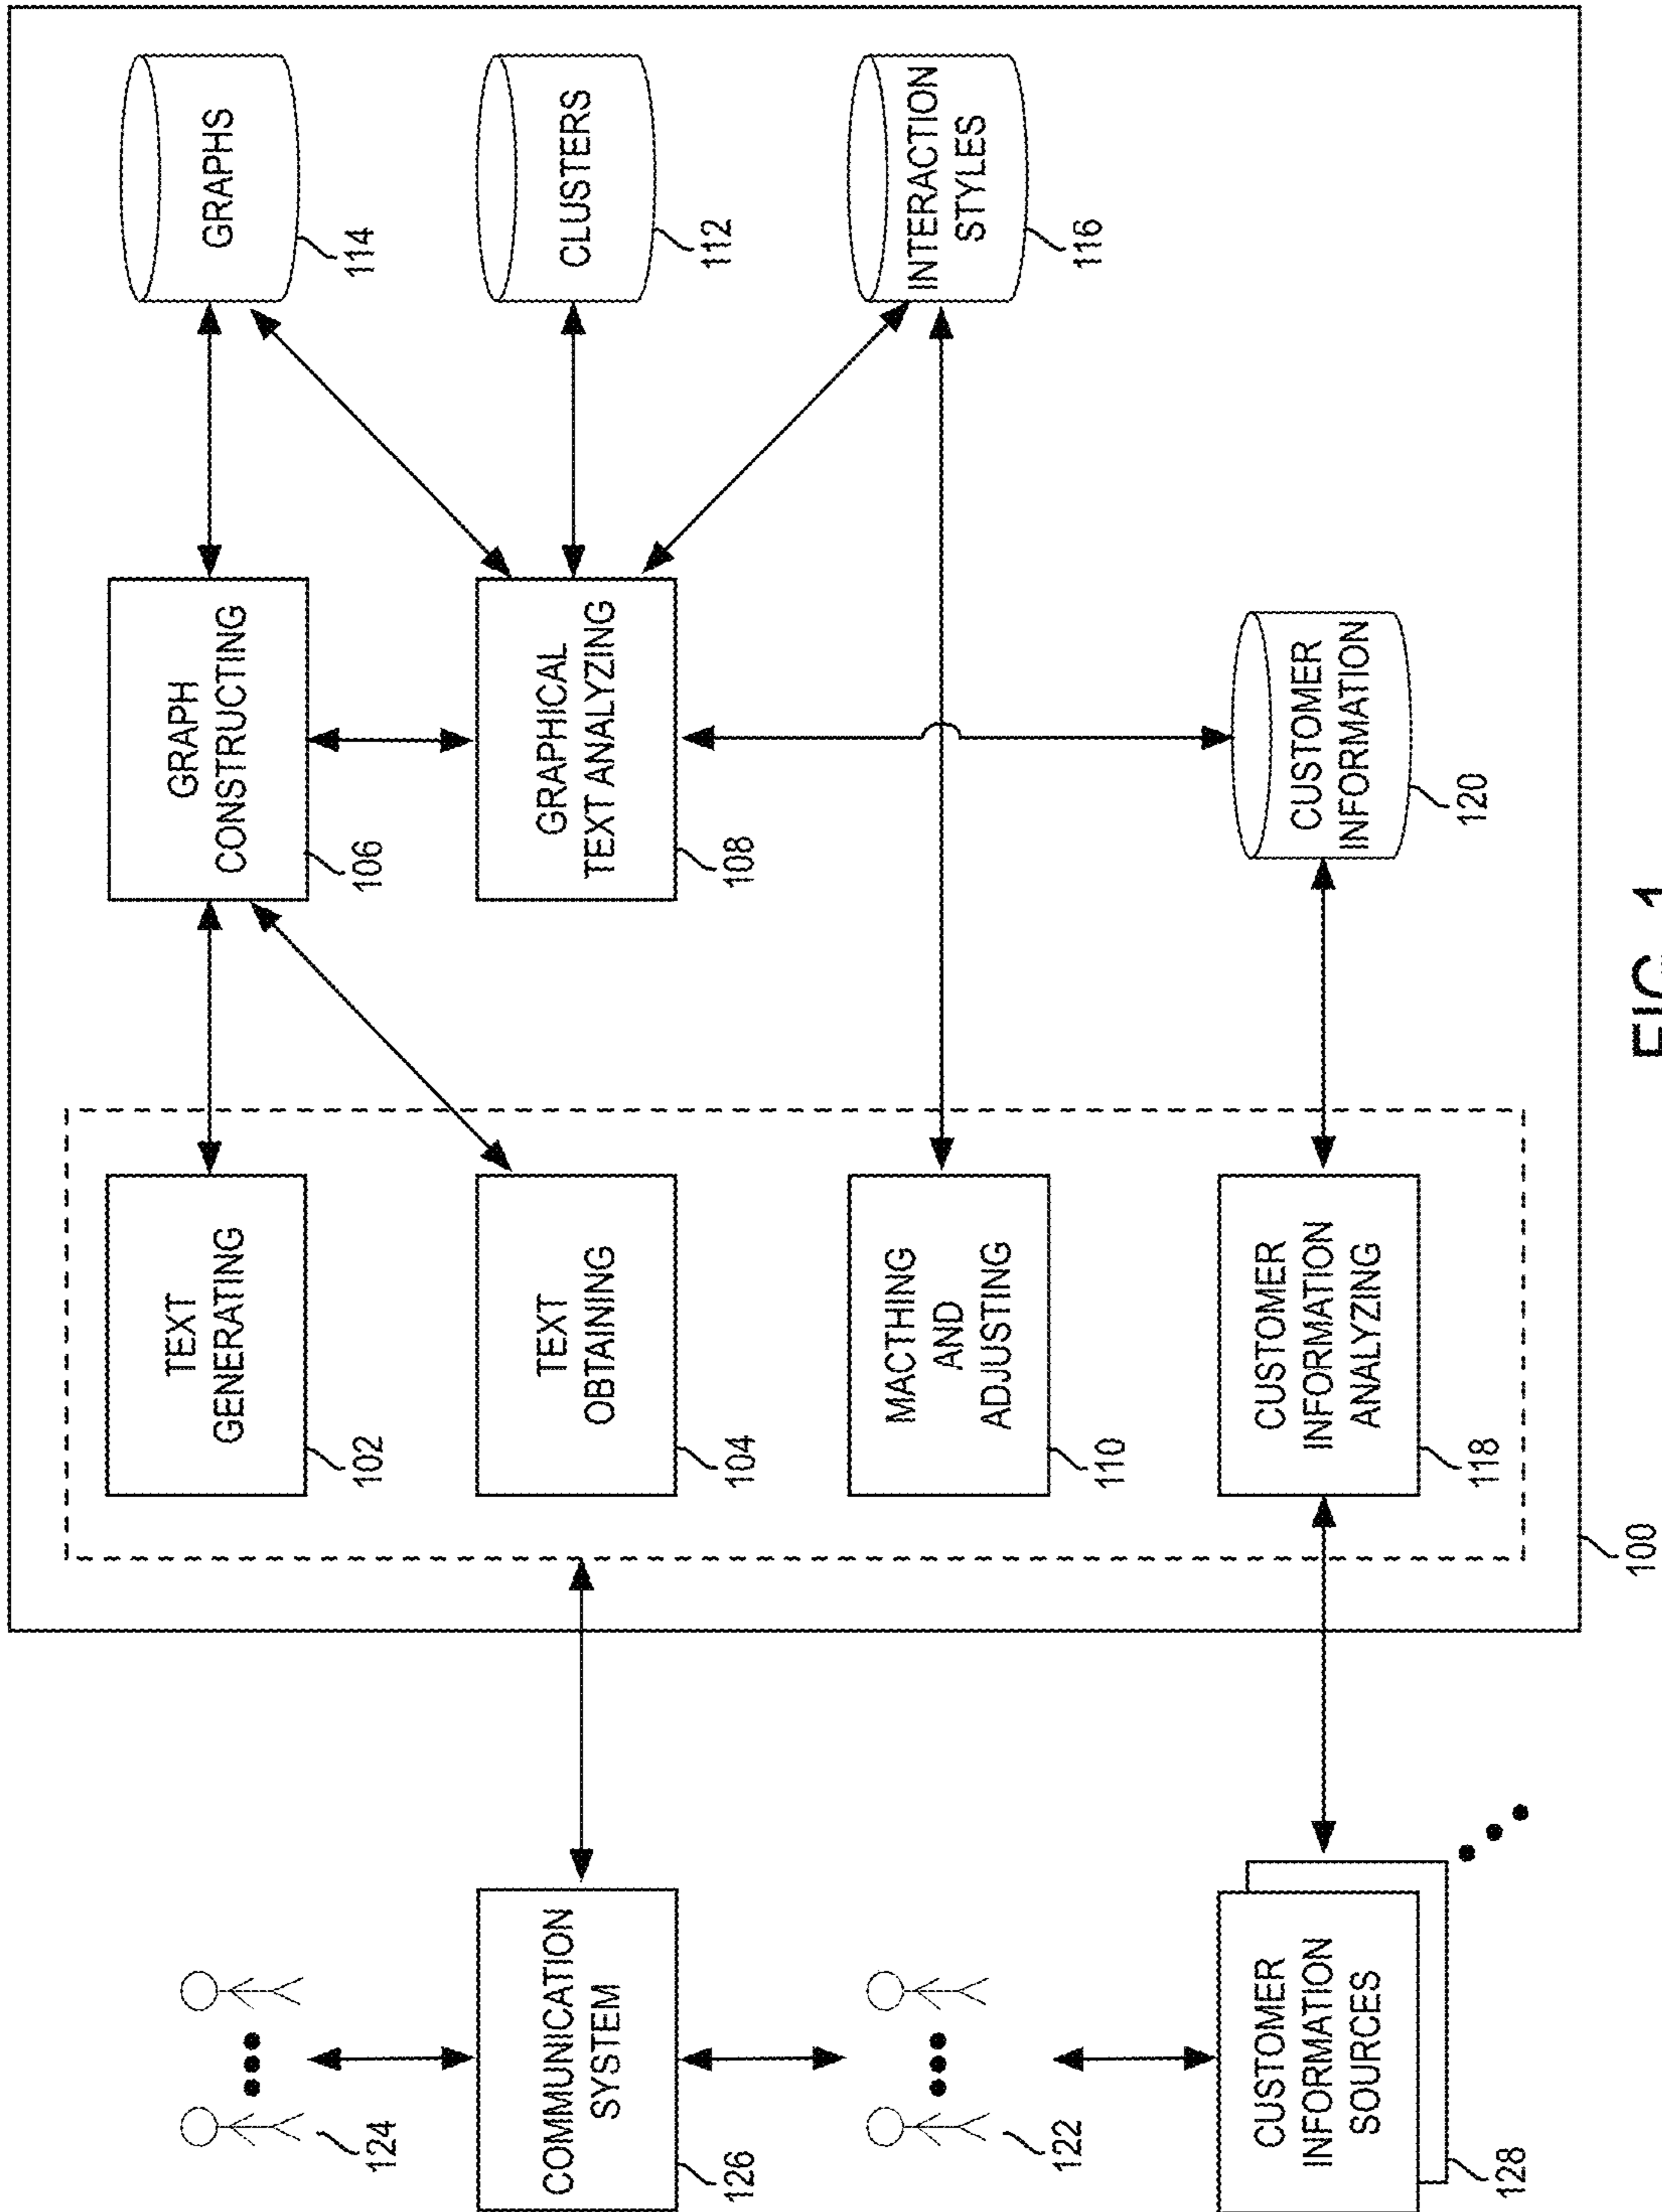 124
COMMUNICATION
SYSTEM
126
122
CUSTOMER
INFORMATION
SOURCES
128
TEXT
GENERATING
102
TEXT
OBTAINING
104
MACTHING
AND
ADJUSTING
110
CUSTOMER
INFORMATION
ANALYZING
118
100
GRAPH
CONSTRUCTING
106
GRAPHICAL
TEXT ANALYZING
108
CUSTOMER
INFORMATION
120
GRAPHS
114
CLUSTERS
112
INTERACTION
STYLES
116
FIG. 1